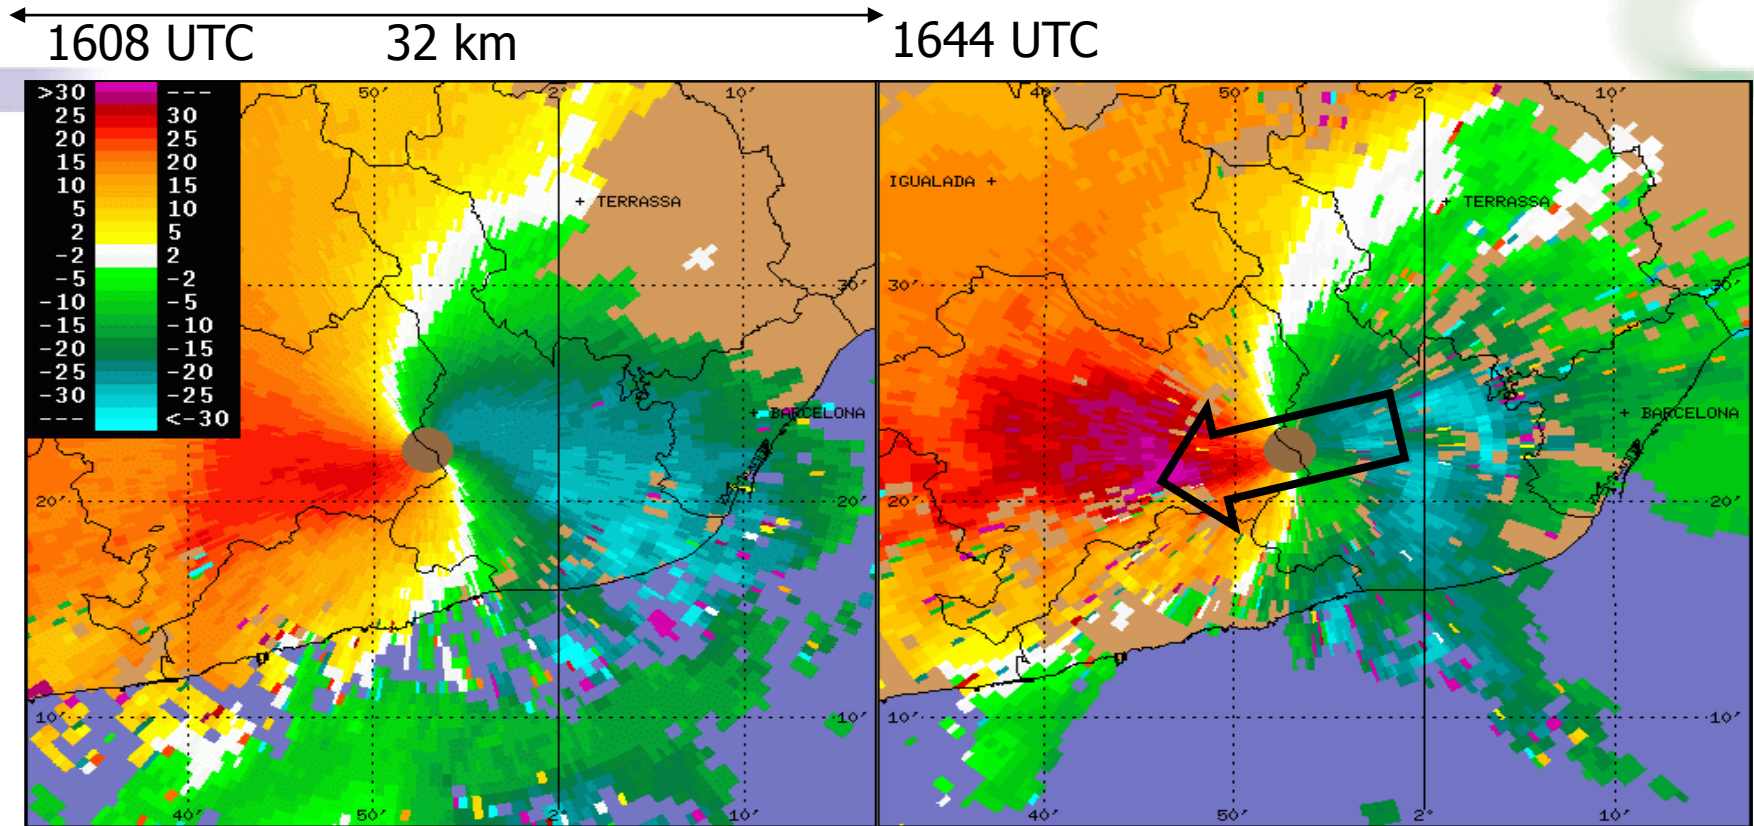 1608 UTC
32 km
1644 UTC
>30 ---
25 30
20 25
15 20
10 15
5 10
2 5
-2 2
-5 -2
-10 -5
-15 -10
-20 -15
-25 -20
-30 -25
--- <-30
50′ 2° 10′
+ TERRASSA
30′
+ BARCELONA
20′
10′ 10′
40′ 50′ 2° 10′
40′ 50′ 2° 10′
IGUALADA +
+ TERRASSA
30′ 30′
+ BARCELONA
20′ 20′
10′ 10′
40′ 50′ 2° 10′